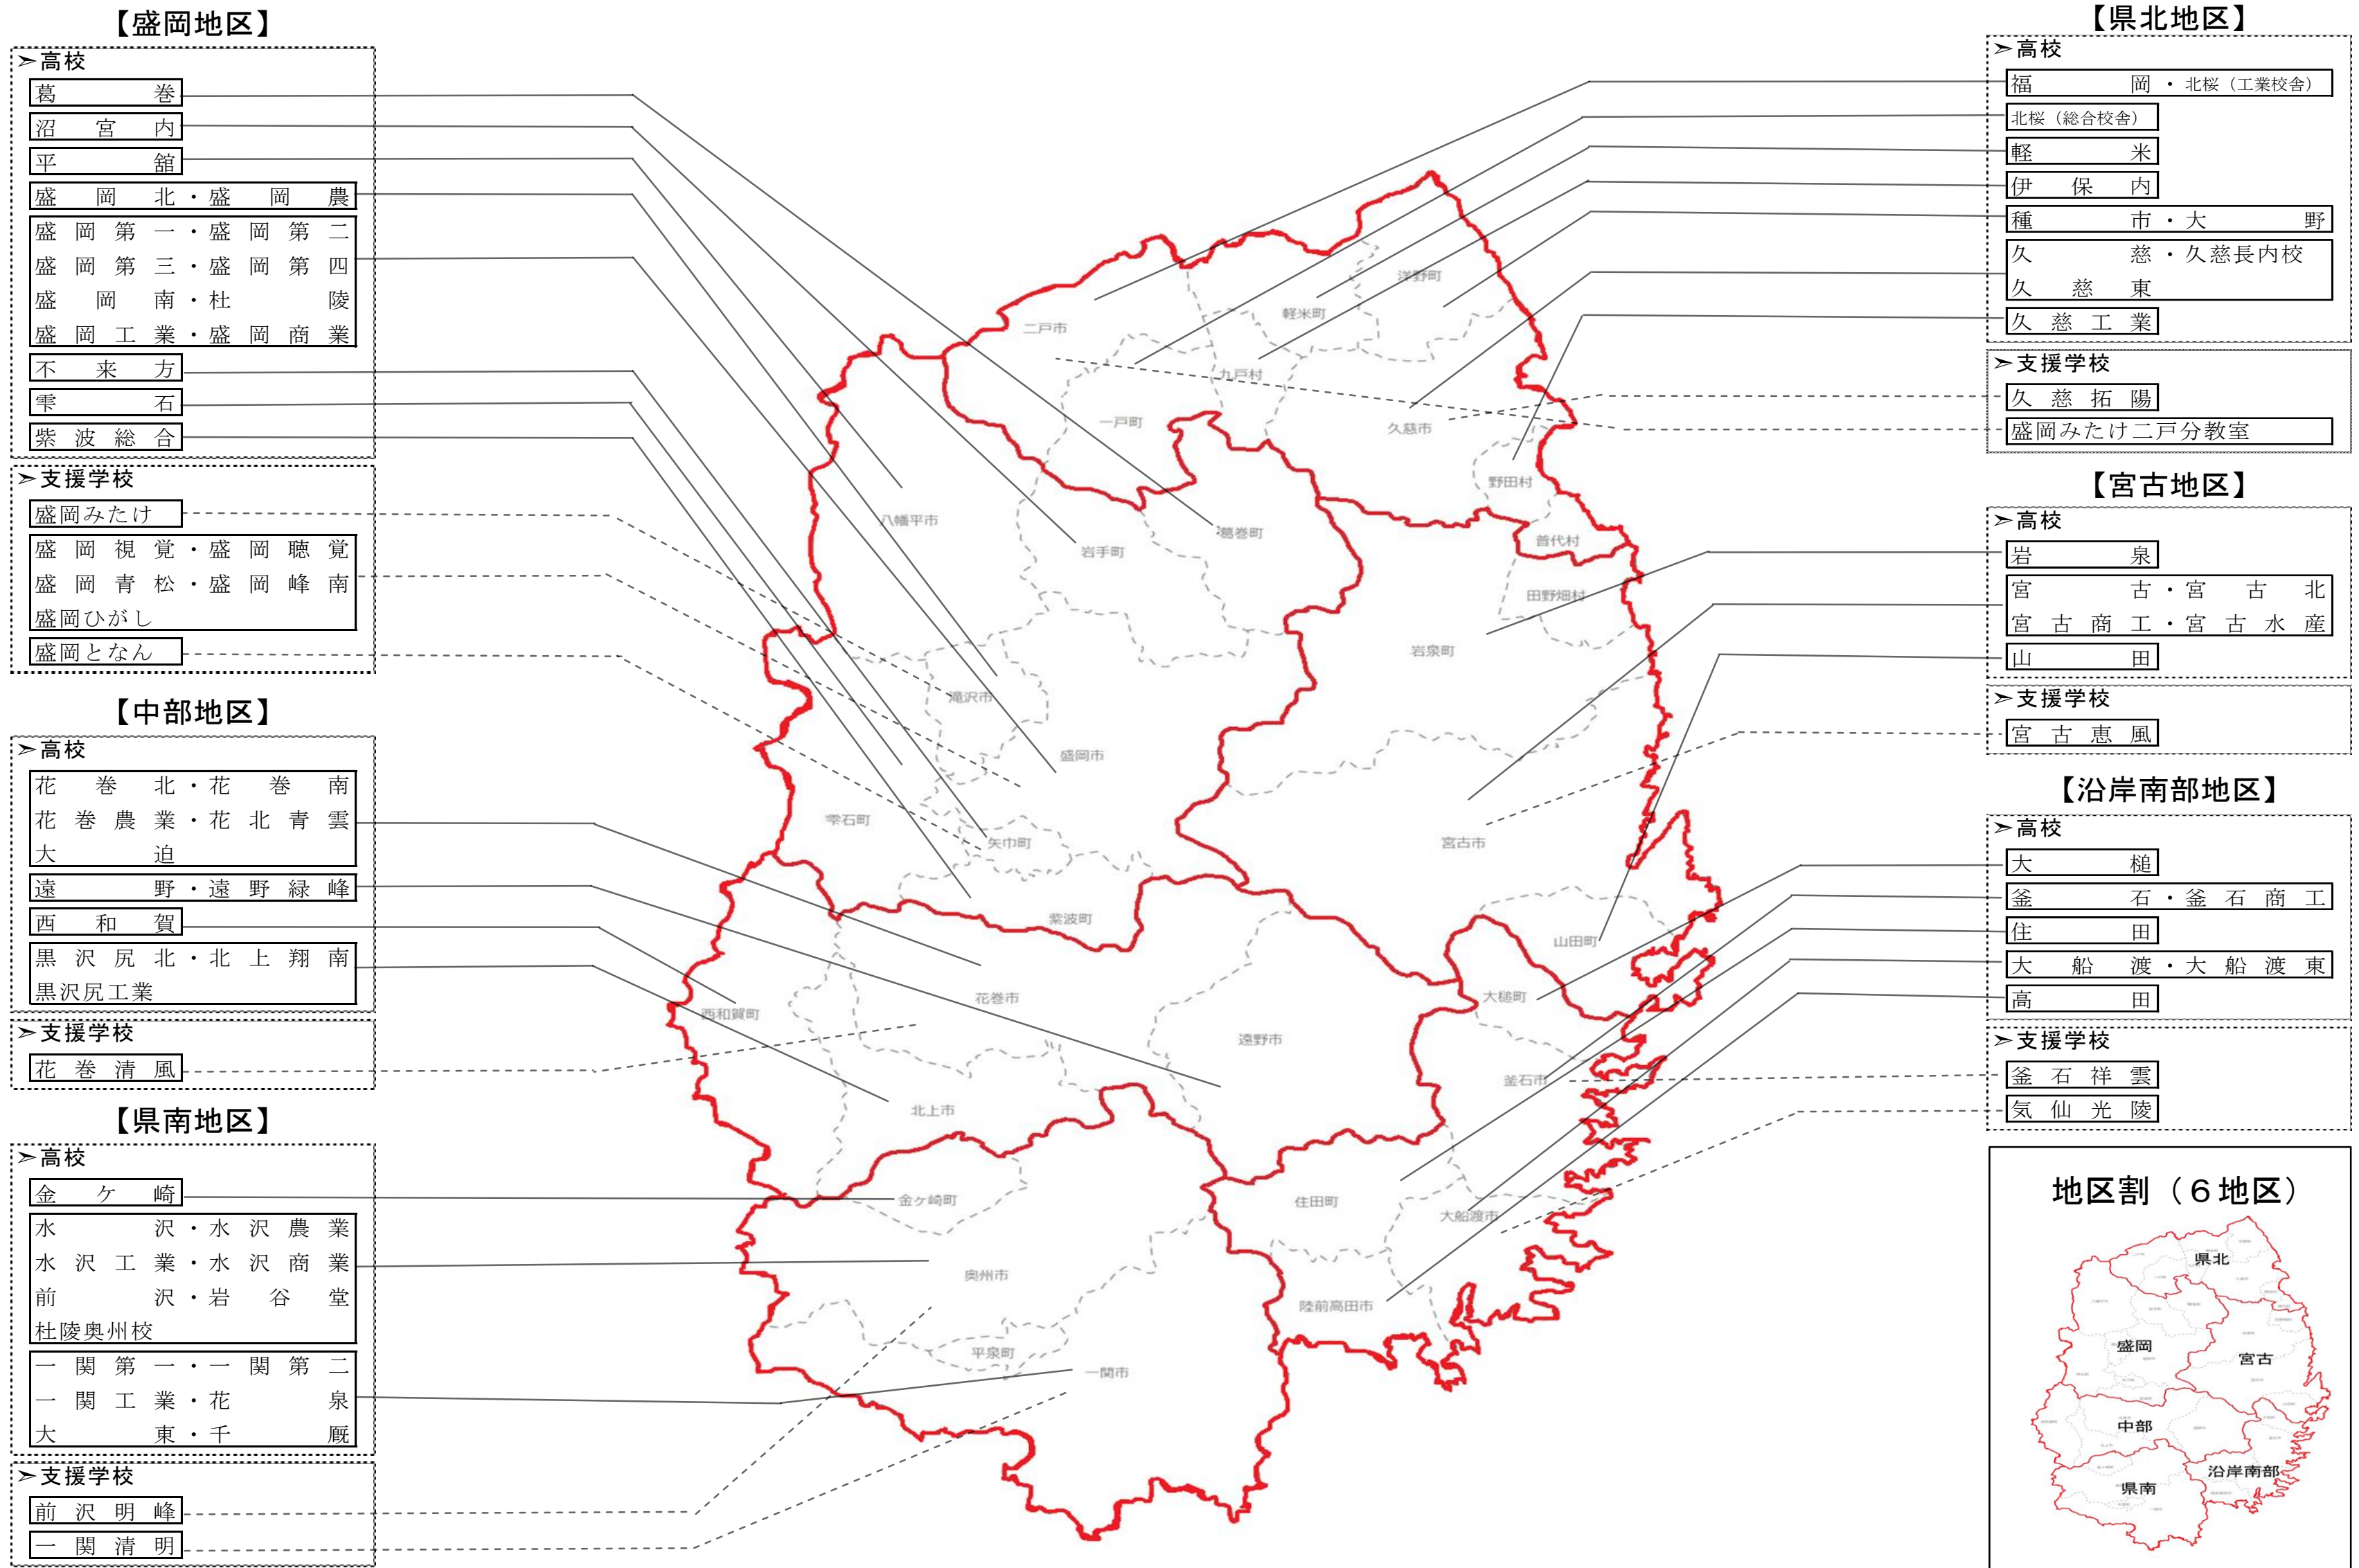 【盛岡地区】
➣高校
葛巻
沼宮内
平舘
盛岡北・盛岡農
盛岡第一・盛岡第二
盛岡第三・盛岡第四
盛岡南・杜陵
盛岡工業・盛岡商業
不来方
雫石
紫波総合
➣支援学校
盛岡みたけ
盛岡視覚・盛岡聴覚
盛岡青松・盛岡峰南
盛岡ひがし
盛岡となん
【中部地区】
➣高校
花巻北・花巻南
花巻農業・花北青雲
大迫
遠野・遠野緑峰
西和賀
黒沢尻北・北上翔南
黒沢尻工業
➣支援学校
花巻清風
【県南地区】
➣高校
金ケ崎
水沢・水沢農業
水沢工業・水沢商業
前沢・岩谷堂
杜陵奥州校
一関第一・一関第二
一関工業・花泉
大東・千厩
➣支援学校
前沢明峰
一関清明
洋野町
軽米町
二戸市
九戸村
一戸町
久慈市
野田村
八幡平市
葛巻町
岩手町
普代村
田野畑村
岩泉町
滝沢市
盛岡市
雫石町
矢巾町
宮古市
紫波町
山田町
花巻市
大槌町
西和賀町
遠野市
釜石市
北上市
金ケ崎町
住田町
大船渡市
奥州市
陸前高田市
平泉町
一関市
【県北地区】
➣高校
福岡・北桜（工業校舎）
北桜（総合校舎）
軽米
伊保内
種市・大野
久慈・久慈長内校
久慈東
久慈工業
➣支援学校
久慈拓陽
盛岡みたけ二戸分教室
【宮古地区】
➣高校
岩泉
宮古・宮古北
宮古商工・宮古水産
山田
➣支援学校
宮古恵風
【沿岸南部地区】
➣高校
大槌
釜石・釜石商工
住田
大船渡・大船渡東
高田
➣支援学校
釜石祥雲
気仙光陵
地区割（６地区）
県北
盛岡
宮古
中部
沿岸南部
県南